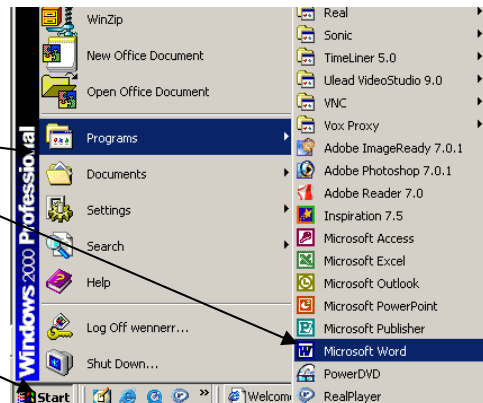 WinZip
New Office Document
Open Office Document
Programs
Documents
Settings
Search
Help
Log Off wennerr...
Shut Down...
Windows 2000 Professional
Real
Sonic
TimeLiner 5.0
Ulead VideoStudio 9.0
VNC
Vox Proxy
Adobe ImageReady 7.0.1
Adobe Photoshop 7.0.1
Adobe Reader 7.0
Inspiration 7.5
Microsoft Access
Microsoft Excel
Microsoft Outlook
Microsoft PowerPoint
Microsoft Publisher
Microsoft Word
PowerDVD
RealPlayer
Start
»
Welcom